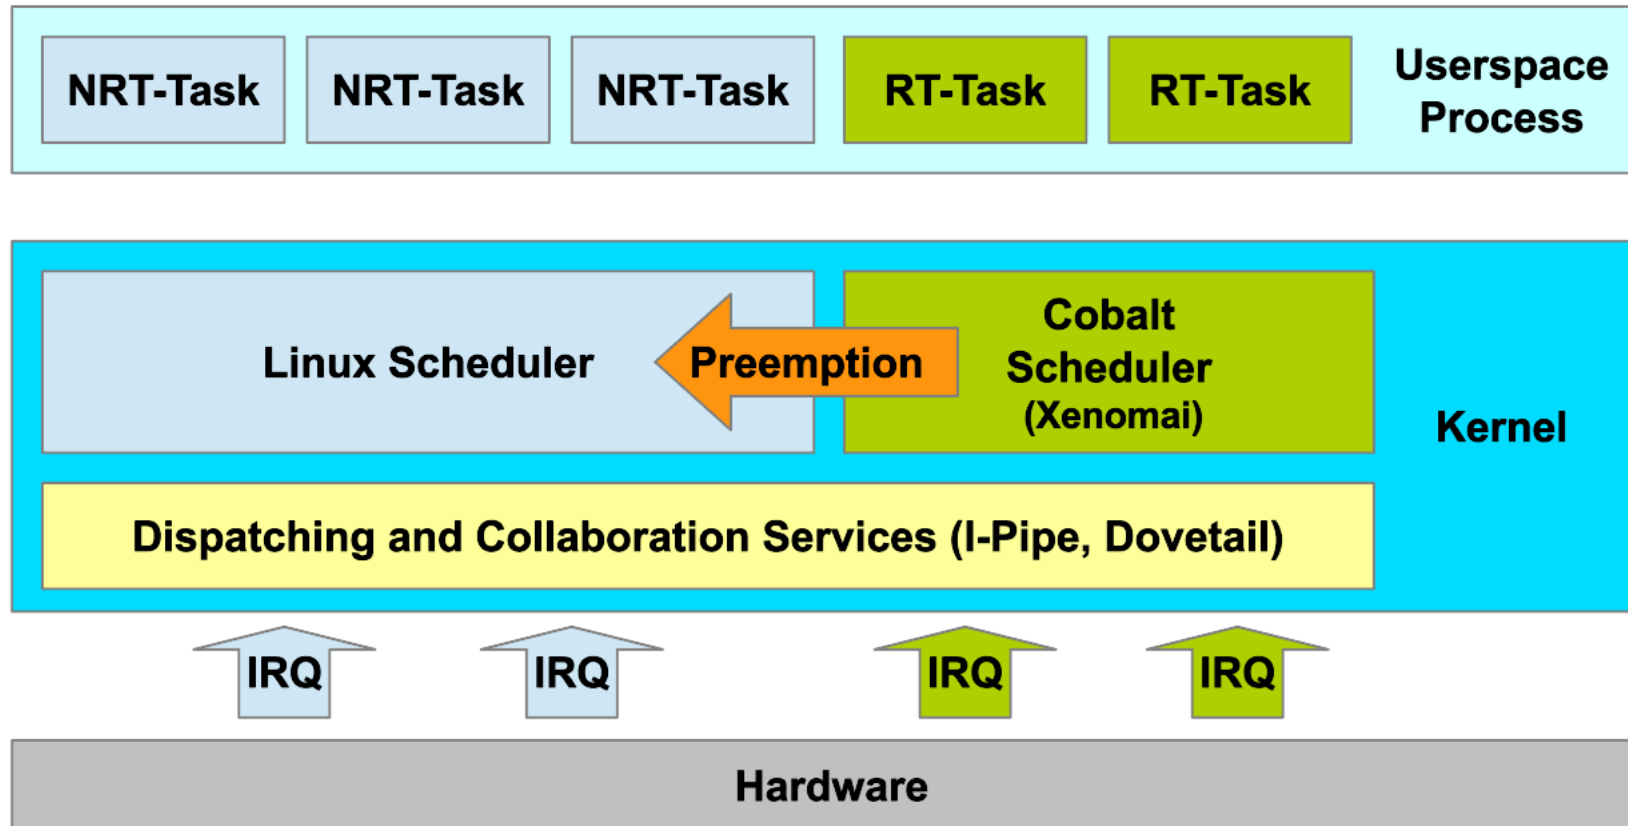 NRT-Task
NRT-Task
NRT-Task
RT-Task
RT-Task
Userspace
Process
Linux Scheduler
Preemption
Cobalt
Scheduler
(Xenomai)
Kernel
Dispatching and Collaboration Services (I-Pipe, Dovetail)
IRQ
IRQ
IRQ
IRQ
Hardware